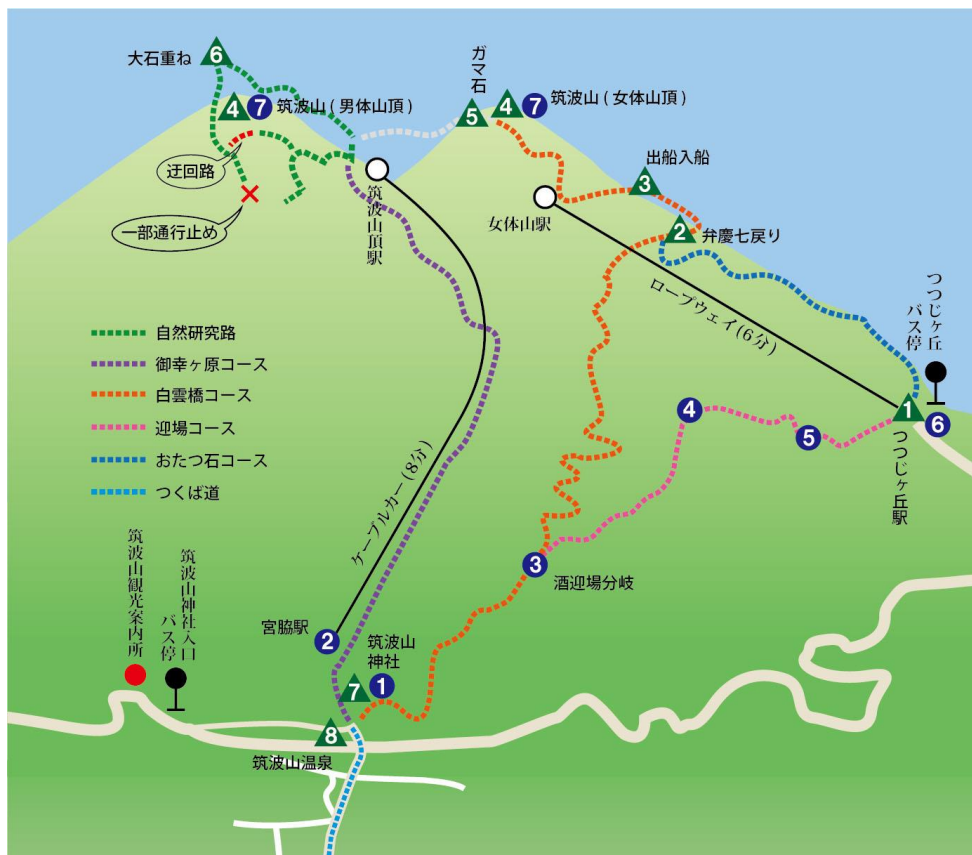 大石重ね
6
4
7
筑波山(男体山頂)
迂回路
一部通行止め
筑波山頂駅
ガマ石
5
4
7
筑波山(女体山頂)
出船入船
3
女体山駅
2
弁慶七戻り
ロープウェイ(6分)
つつじヶ丘
バス停
1
6
つつじヶ丘駅
4
5
自然研究路
御幸ヶ原コース
白雲橋コース
迎場コース
おたつ石コース
つくば道
ケーブルカー(8分)
3
酒迎場分岐
宮脇駅
2
筑波山
神社
7
1
筑波山観光案内所
筑波山神社入口
バス停
8
筑波山温泉